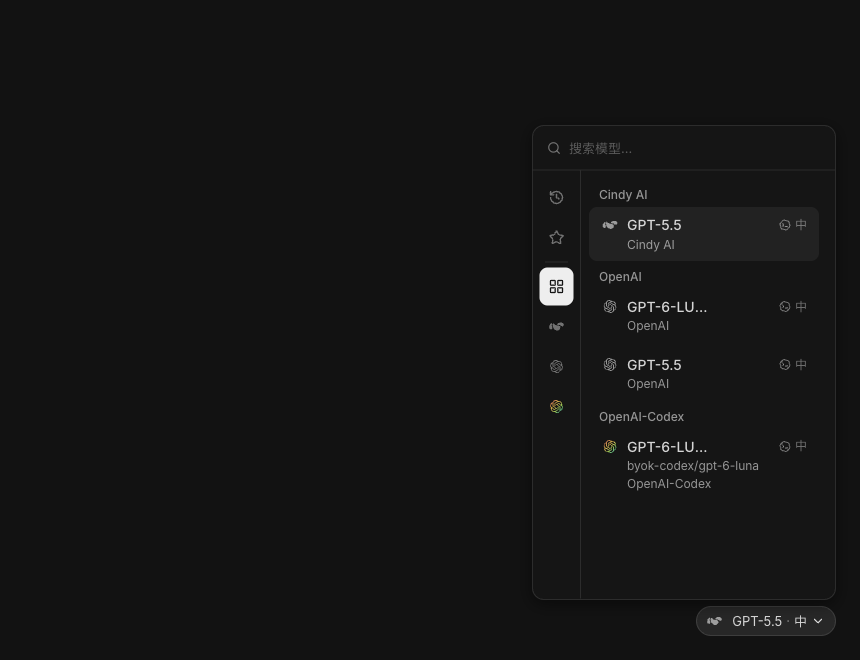 搜索模型...
Cindy AI
GPT-5.5
中
Cindy AI
OpenAI
GPT-6-LU...
中
OpenAI
GPT-5.5
中
OpenAI
OpenAI-Codex
GPT-6-LU...
中
byok-codex/gpt-6-luna
OpenAI-Codex
GPT-5.5 · 中